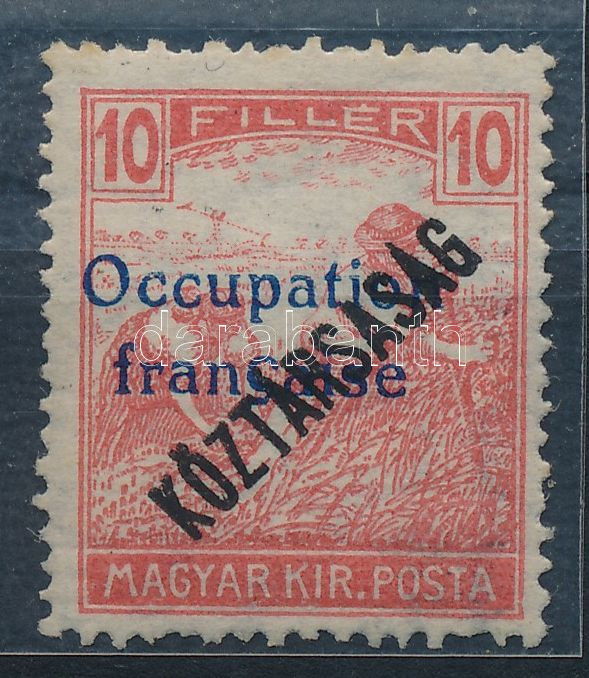 FILLÉR
10 10
Occupation
française
KÖZTÁRSASÁG
darabanth
MAGYAR KIR. POSTA